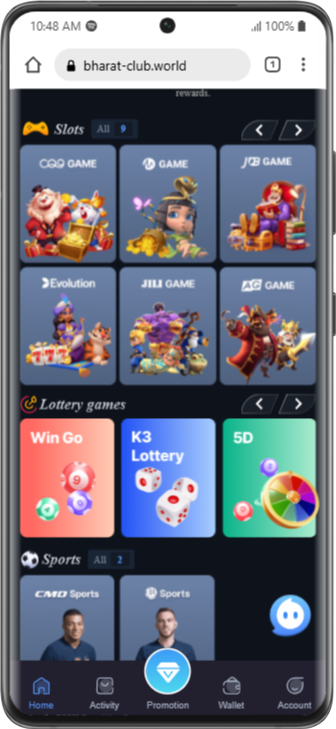 10:48 AM 100%
bharat-club.world 1
rewards.
Slots All 9
CQ9 GAME
GAME
JDB GAME
Evolution
JILI GAME
AG GAME
Lottery games
Win Go
K3
Lottery
5D
9
Sports All 2
CMD Sports
Sports
Home
Activity
Promotion
Wallet
Account